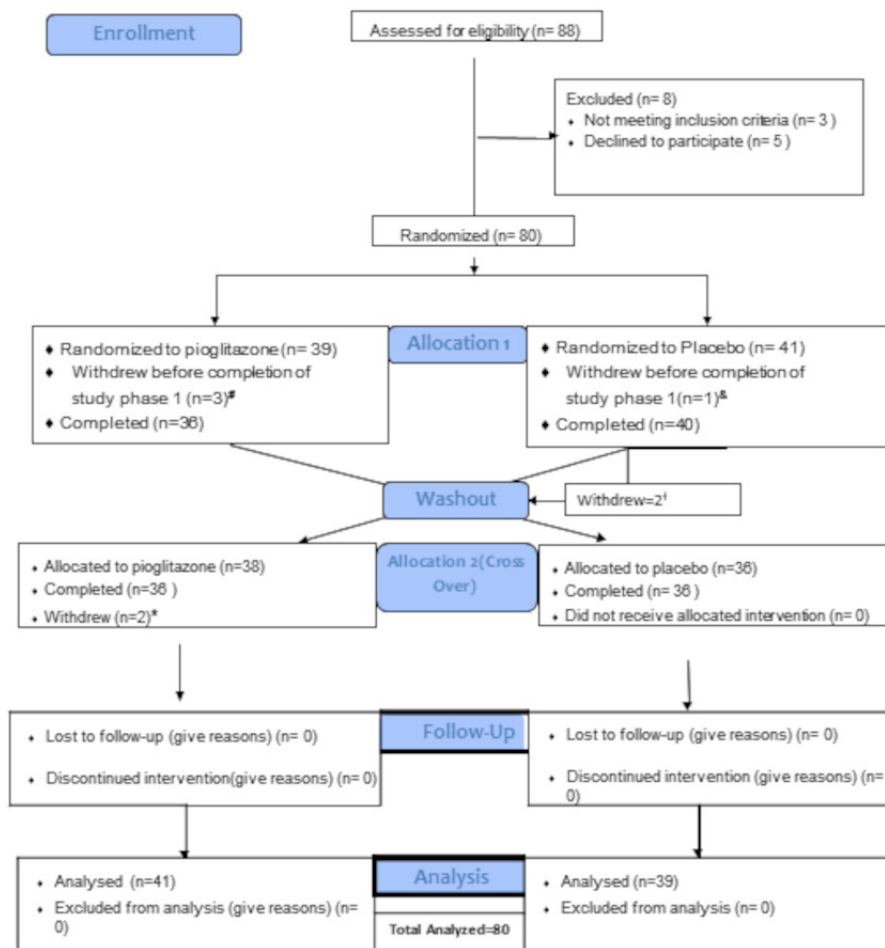 Enrollment
Assessed for eligibility (n= 88)
Excluded (n= 8)
⬧ Not meeting inclusion criteria (n= 3 )
⬧ Declined to participate (n= 5 )
Randomized (n= 80)
♦ Randomized to pioglitazone (n= 39)
♦ Withdrew before completion of
study phase 1 (n=3)#
♦ Completed (n=36)
Allocation 1
♦ Randomized to Placebo (n= 41)
♦ Withdrew before completion of
study phase 1(n=1)&
♦ Completed (n=40)
Washout
Withdrew=2ƚ
⬧ Allocated to pioglitazone (n=38)
⬧ Completed (n=36 )
⬧ Withdrew (n=2)*
Allocation 2(Cross
Over)
⬧ Allocated to placebo (n=36)
⬧ Completed (n= 36 )
⬧ Did not receive allocated intervention (n= 0)
⬧ Lost to follow-up (give reasons) (n= 0)
⬧ Discontinued intervention(give reasons) (n= 0)
Follow-Up
⬧ Lost to follow-up (give reasons) (n= 0)
⬧ Discontinued intervention (give reasons) (n=
0)
⬧ Analysed (n=41)
⬧ Excluded from analysis (give reasons) (n=
0)
Analysis
Total Analyzed=80
⬧ Analysed (n=39)
⬧ Excluded from analysis (n= 0)